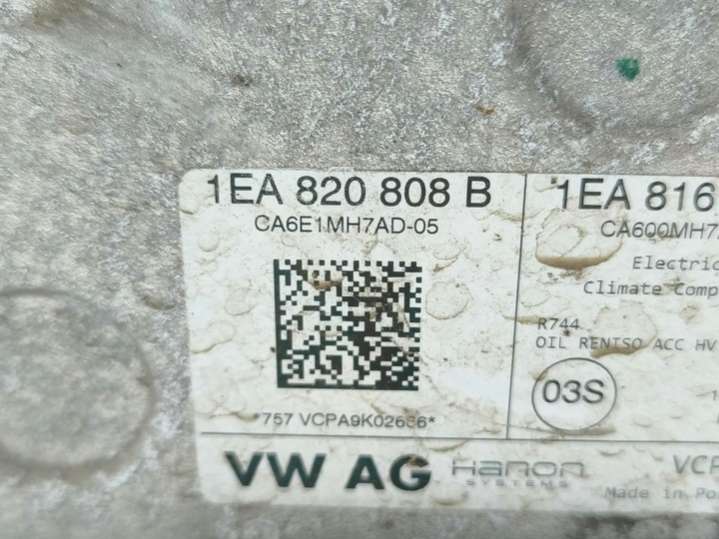 1EA 820 808 B
CA6E1MH7AD-05
*757 VCPA9K02686*
1EA 816
CA600MH7
Electric
Climate Comp
R744
OIL RENISO ACC HV
03S
VW AG
Hanon
SYSTEMS
VCP
Made in Po